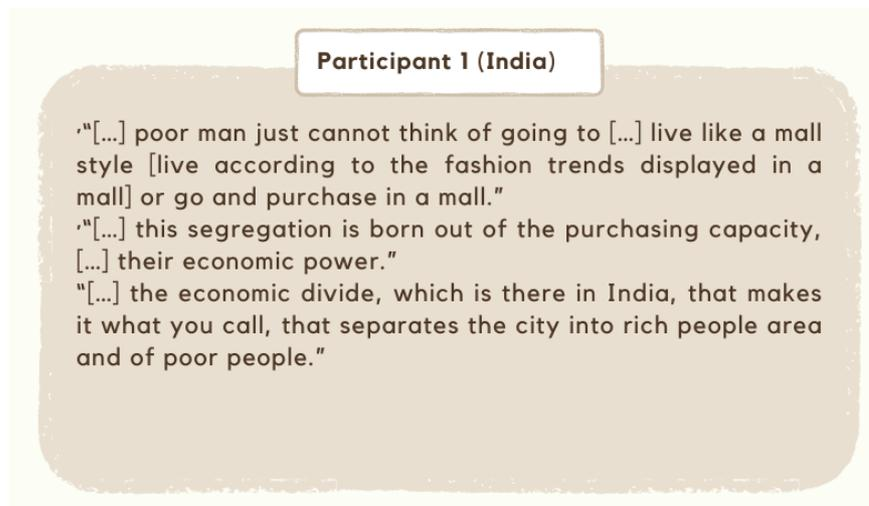 Participant 1 (India)
‘“[...] poor man just cannot think of going to [...] live like a mall
style [live according to the fashion trends displayed in a
mall] or go and purchase in a mall.”
‘“[...] this segregation is born out of the purchasing capacity,
[...] their economic power.”
“[...] the economic divide, which is there in India, that makes
it what you call, that separates the city into rich people area
and of poor people.”